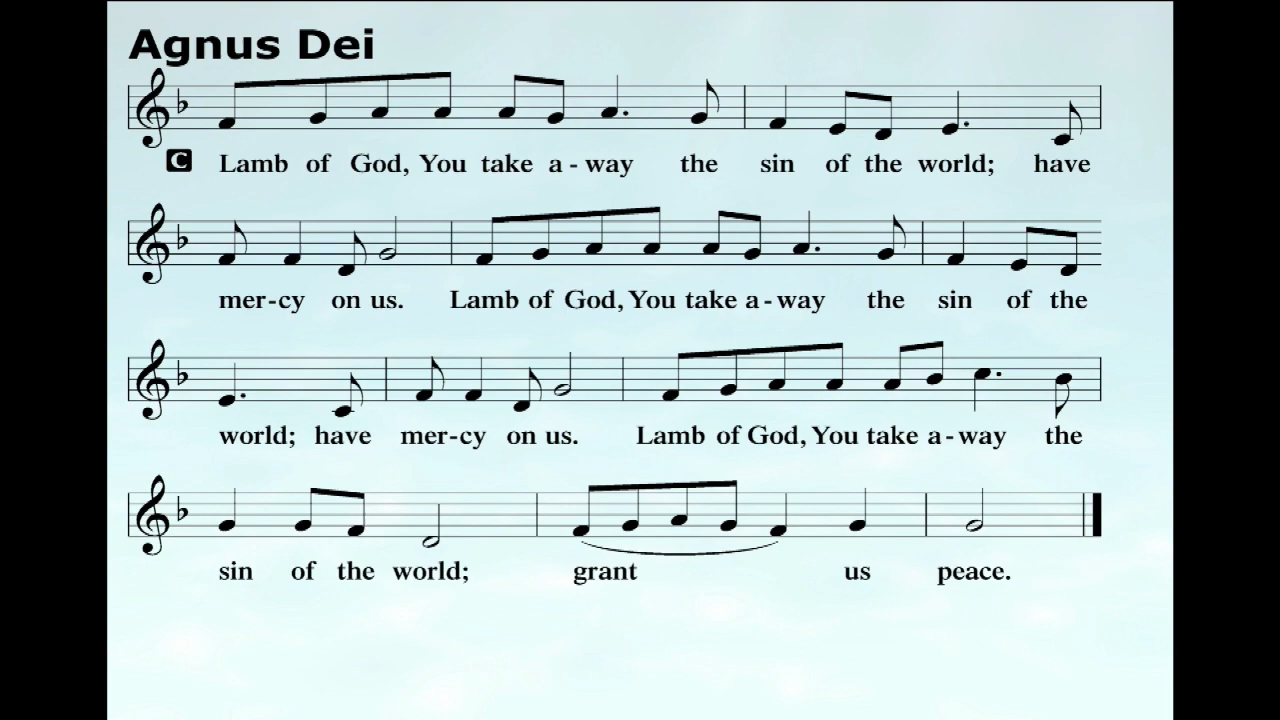 Agnus Dei
C Lamb of God, You take a - way the sin of the world; have
mer - cy on us. Lamb of God, You take a - way the sin of the
world; have mer - cy on us. Lamb of God, You take a - way the
sin of the world; grant us peace.